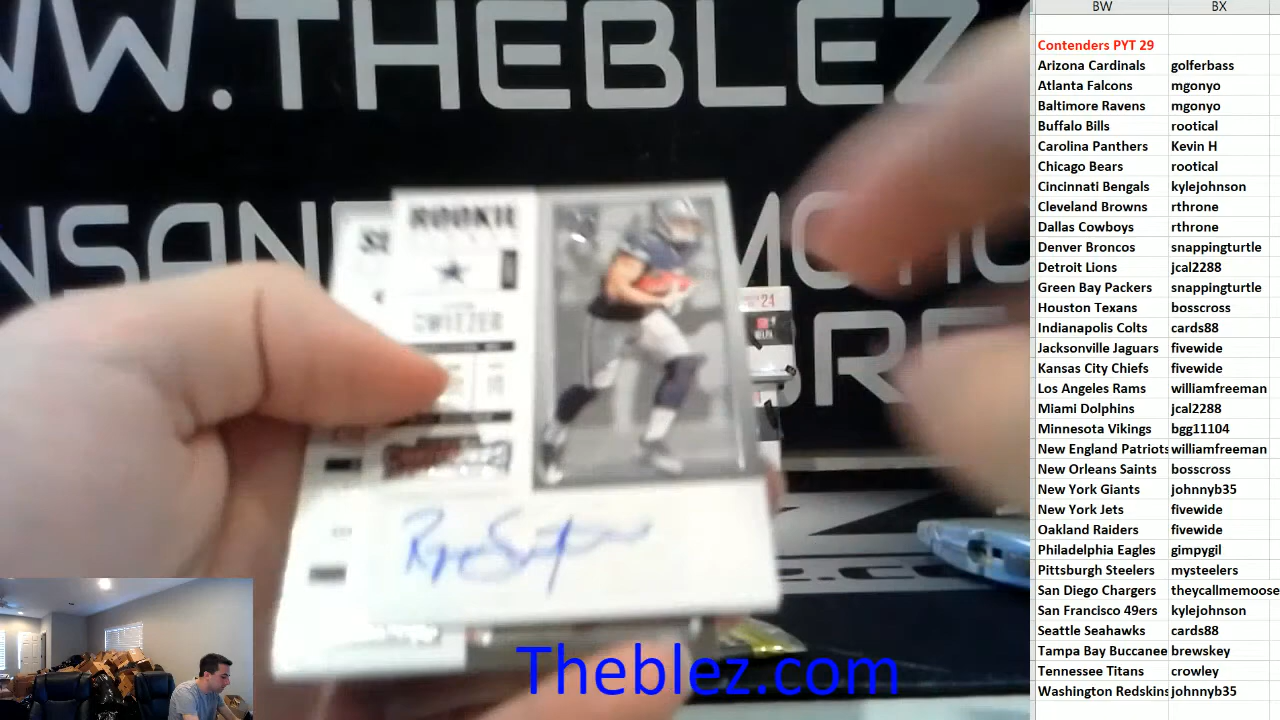 WW.THEBLEZ.
ROOKIE
Theblez.com
BW BX
Contenders PYT 29
Arizona Cardinals golferbass
Atlanta Falcons mgonyo
Baltimore Ravens mgonyo
Buffalo Bills rootical
Carolina Panthers Kevin H
Chicago Bears rootical
Cincinnati Bengals kylejohnson
Cleveland Browns rthrone
Dallas Cowboys rthrone
Denver Broncos snappingturtle
Detroit Lions jcal2288
Green Bay Packers snappingturtle
Houston Texans bosscross
Indianapolis Colts cards88
Jacksonville Jaguars fivewide
Kansas City Chiefs fivewide
Los Angeles Rams williamfreeman
Miami Dolphins jcal2288
Minnesota Vikings bgg11104
New England Patriots williamfreeman
New Orleans Saints bosscross
New York Giants johnnyb35
New York Jets fivewide
Oakland Raiders fivewide
Philadelphia Eagles gimpygil
Pittsburgh Steelers mysteelers
San Diego Chargers theycallmemoose
San Francisco 49ers kylejohnson
Seattle Seahawks cards88
Tampa Bay Buccanee brewskey
Tennessee Titans crowley
Washington Redskins johnnyb35